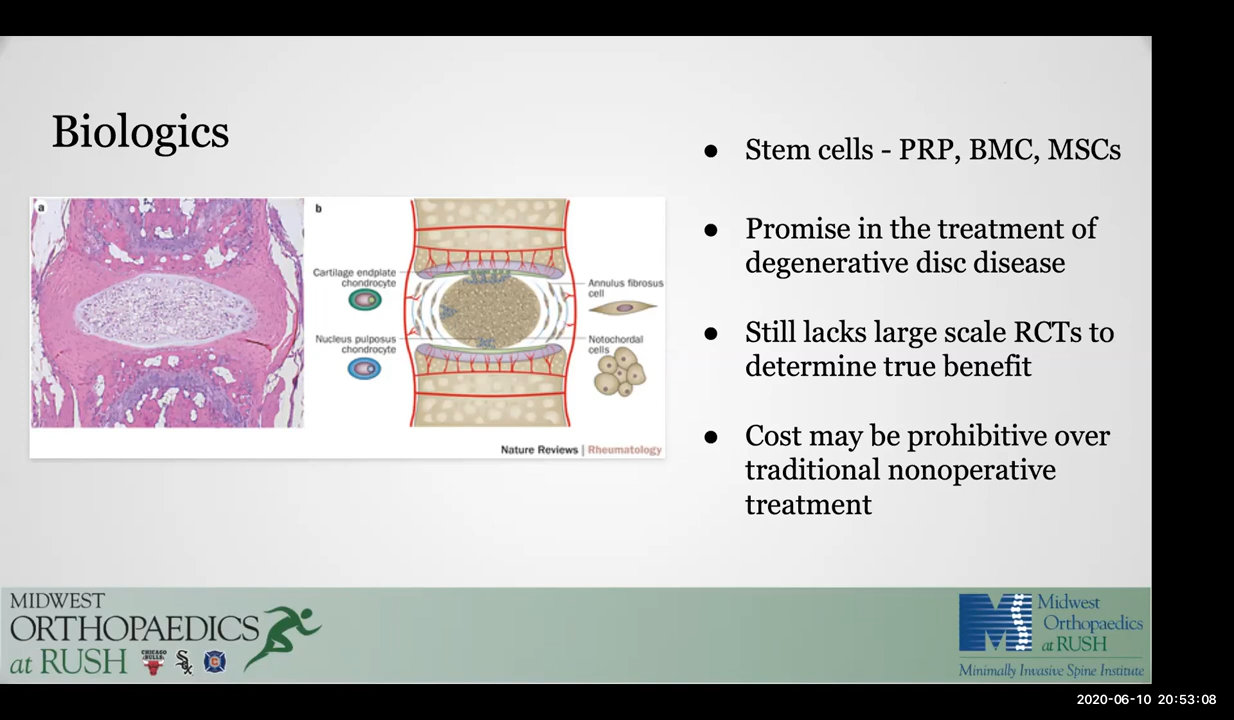 Biologics
a
b
Cartilage endplate
chondrocyte
Nucleus pulposus
chondrocyte
Annulus fibrosus
cell
Notochordal
cells
Nature Reviews | Rheumatology
● Stem cells - PRP, BMC, MSCs
● Promise in the treatment of
degenerative disc disease
● Still lacks large scale RCTs to
determine true benefit
● Cost may be prohibitive over
traditional nonoperative
treatment
MIDWEST
ORTHOPAEDICS
at RUSH
CHICAGO
BULLS
Sox
C
M
Midwest
Orthopaedics
at RUSH
Minimally Invasive Spine Institute
2020-06-10 20:53:08